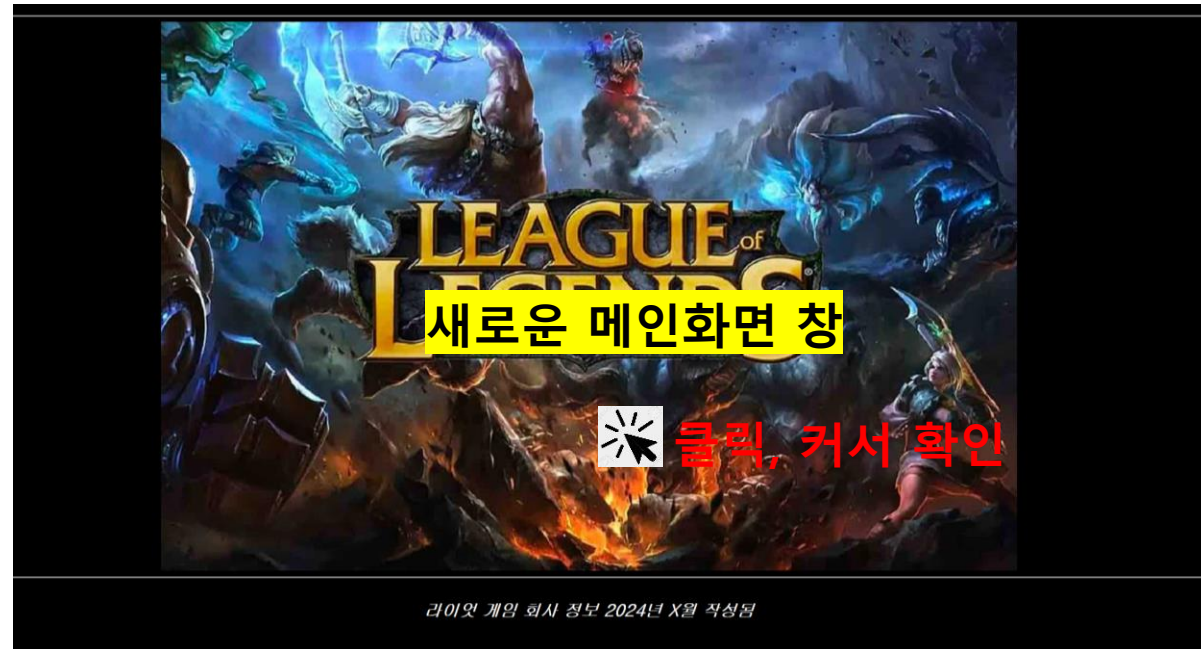 LEAGUE of
LEGENDS
새로운 메인화면 창
클릭, 커서 확인
라이엇 게임 회사 정보 2024년 X월 작성됨